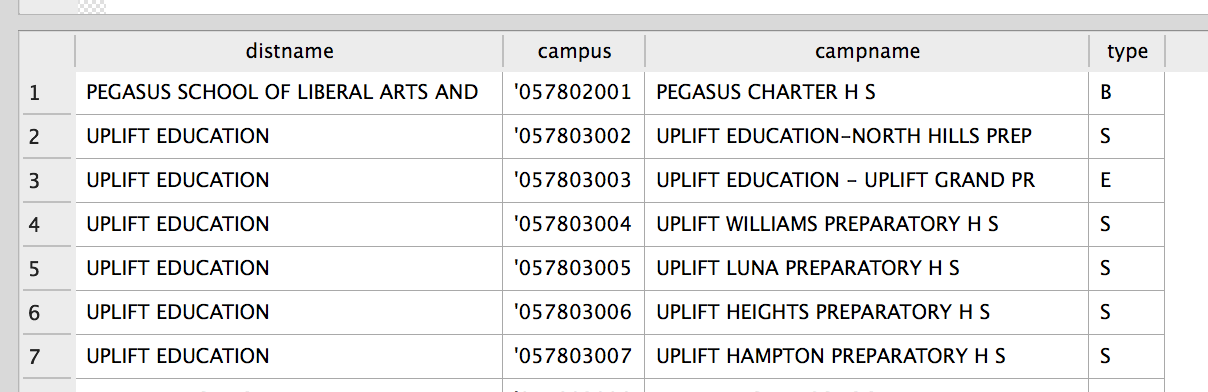 distname campus campname type
1 PEGASUS SCHOOL OF LIBERAL ARTS AND '057802001 PEGASUS CHARTER H S B
2 UPLIFT EDUCATION '057803002 UPLIFT EDUCATION-NORTH HILLS PREP S
3 UPLIFT EDUCATION '057803003 UPLIFT EDUCATION - UPLIFT GRAND PR E
4 UPLIFT EDUCATION '057803004 UPLIFT WILLIAMS PREPARATORY H S S
5 UPLIFT EDUCATION '057803005 UPLIFT LUNA PREPARATORY H S S
6 UPLIFT EDUCATION '057803006 UPLIFT HEIGHTS PREPARATORY H S S
7 UPLIFT EDUCATION '057803007 UPLIFT HAMPTON PREPARATORY H S S